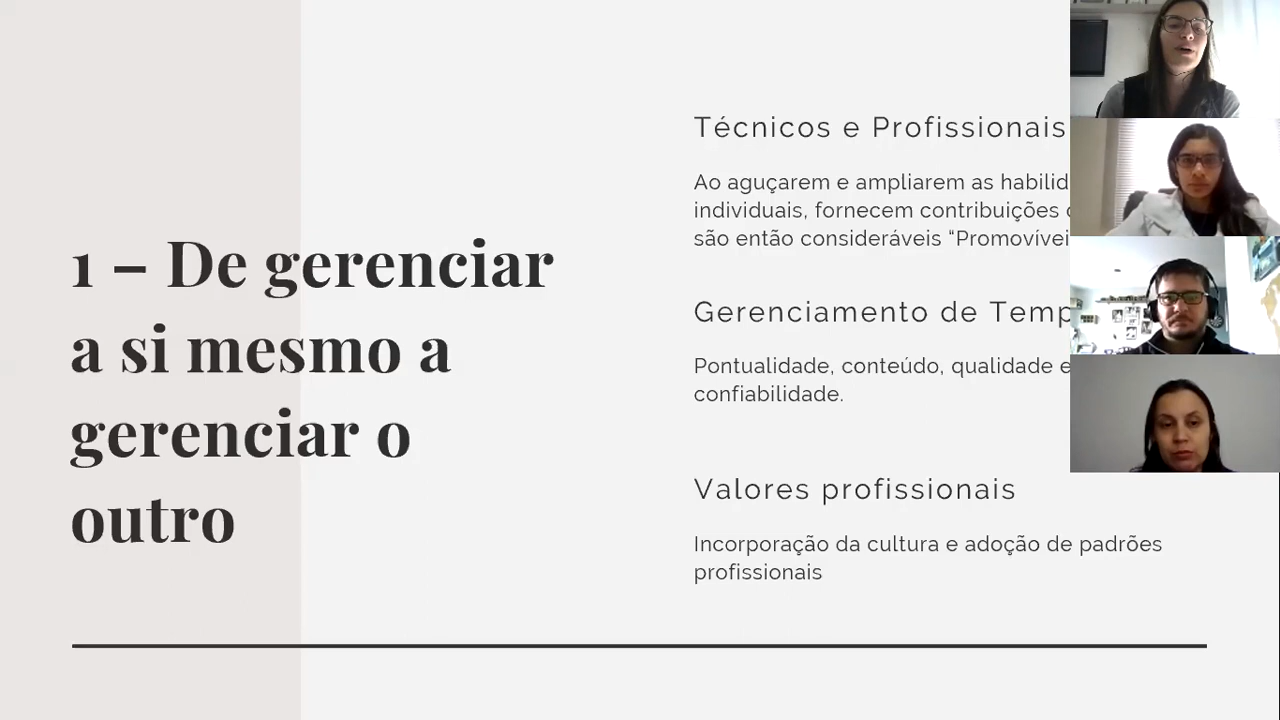 1 – De gerenciar
a si mesmo a
gerenciar o
outro
Técnicos e Profissionais
Ao aguçarem e ampliarem as
individuais, fornecem contribuições
são então consideráveis
Gerenciamento de
Pontualidade, conteúdo, qualidade e
confiabilidade.
Valores profissionais
Incorporação da cultura e adoção de padrões
profissionais